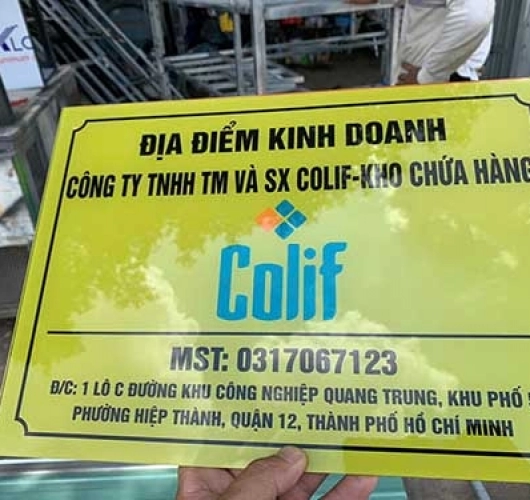 ĐỊA ĐIỂM KINH DOANH
CÔNG TY TNHH TM VÀ SX COLIF-KHO CHỨA HÀNG
Colif
MST: 0317067123
Đ/C: 1 LÔ C ĐƯỜNG KHU CÔNG NGHIỆP QUANG TRUNG, KHU PHỐ
PHƯỜNG HIỆP THÀNH, QUẬN 12, THÀNH PHỐ HỒ CHÍ MINH